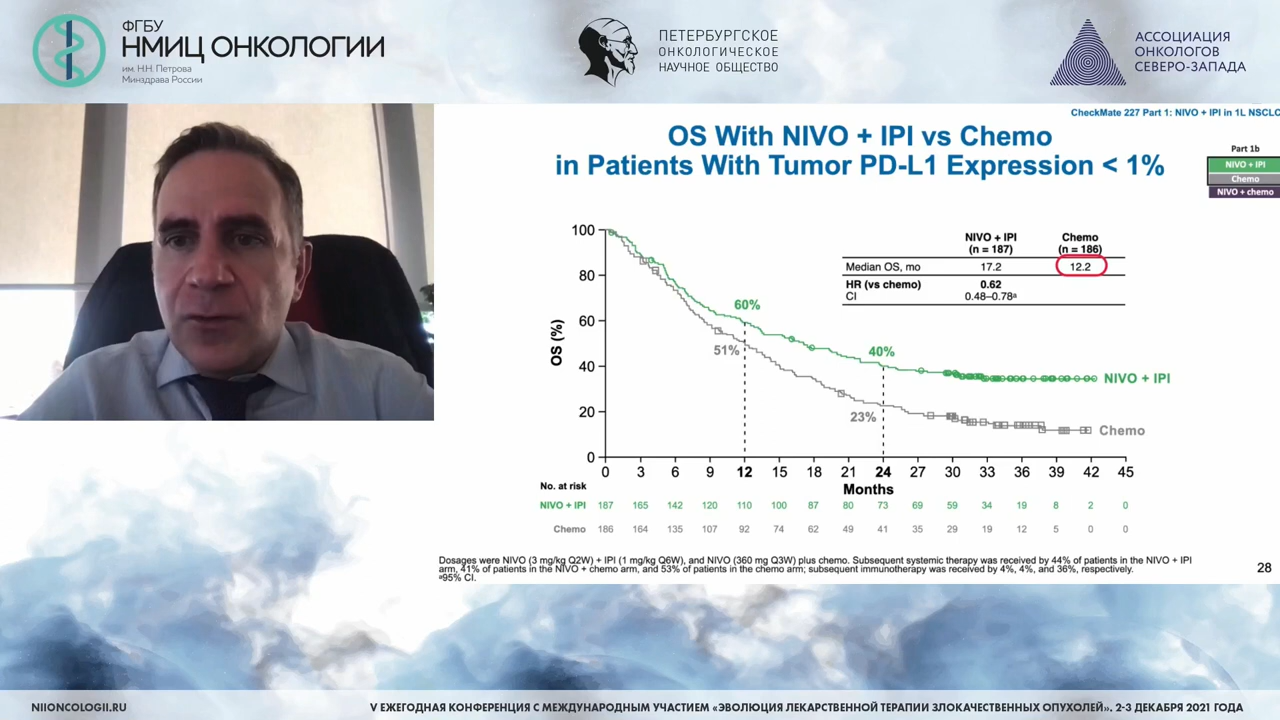 ФГБУ
НМИЦ ОНКОЛОГИИ
им. Н.Н. Петрова
Минздрава России
ПЕТЕРБУРГСКОЕ
ОНКОЛОГИЧЕСКОЕ
НАУЧНОЕ ОБЩЕСТВО
АССОЦИАЦИЯ
ОНКОЛОГОВ
СЕВЕРО-ЗАПАДА
CheckMate 227 Part 1: NIVO + IPI in 1L NSCLC
OS With NIVO + IPI vs Chemo
in Patients With Tumor PD-L1 Expression < 1%
Part 1b
NIVO + IPI
Chemo
NIVO + chemo
NIVO + IPI Chemo
(n = 187) (n = 186)
Median OS, mo 17.2 12.2
HR (vs chemo) 0.62
CI 0.48–0.78ᵃ
OS (%)
100
80
60
40
20
0
60%
51%
40%
23%
NIVO + IPI
Chemo
0 3 6 9 12 15 18 21 24 27 30 33 36 39 42 45
Months
No. at risk
NIVO + IPI 187 165 142 120 110 100 87 80 73 69 59 34 19 8 2 0
Chemo 186 164 135 107 92 74 62 49 41 35 29 19 12 5 0 0
Dosages were NIVO (3 mg/kg Q2W) + IPI (1 mg/kg Q6W), and NIVO (360 mg Q3W) plus chemo. Subsequent systemic therapy was received by 44% of patients in the NIVO + IPI
arm, 41% of patients in the NIVO + chemo arm, and 53% of patients in the chemo arm; subsequent immunotherapy was received by 4%, 4%, and 36%, respectively.
ᵃ95% CI.
28
NIIONCOLOGII.RU
V ЕЖЕГОДНАЯ КОНФЕРЕНЦИЯ С МЕЖДУНАРОДНЫМ УЧАСТИЕМ «ЭВОЛЮЦИЯ ЛЕКАРСТВЕННОЙ ТЕРАПИИ ЗЛОКАЧЕСТВЕННЫХ ОПУХОЛЕЙ». 2-3 ДЕКАБРЯ 2021 ГОДА